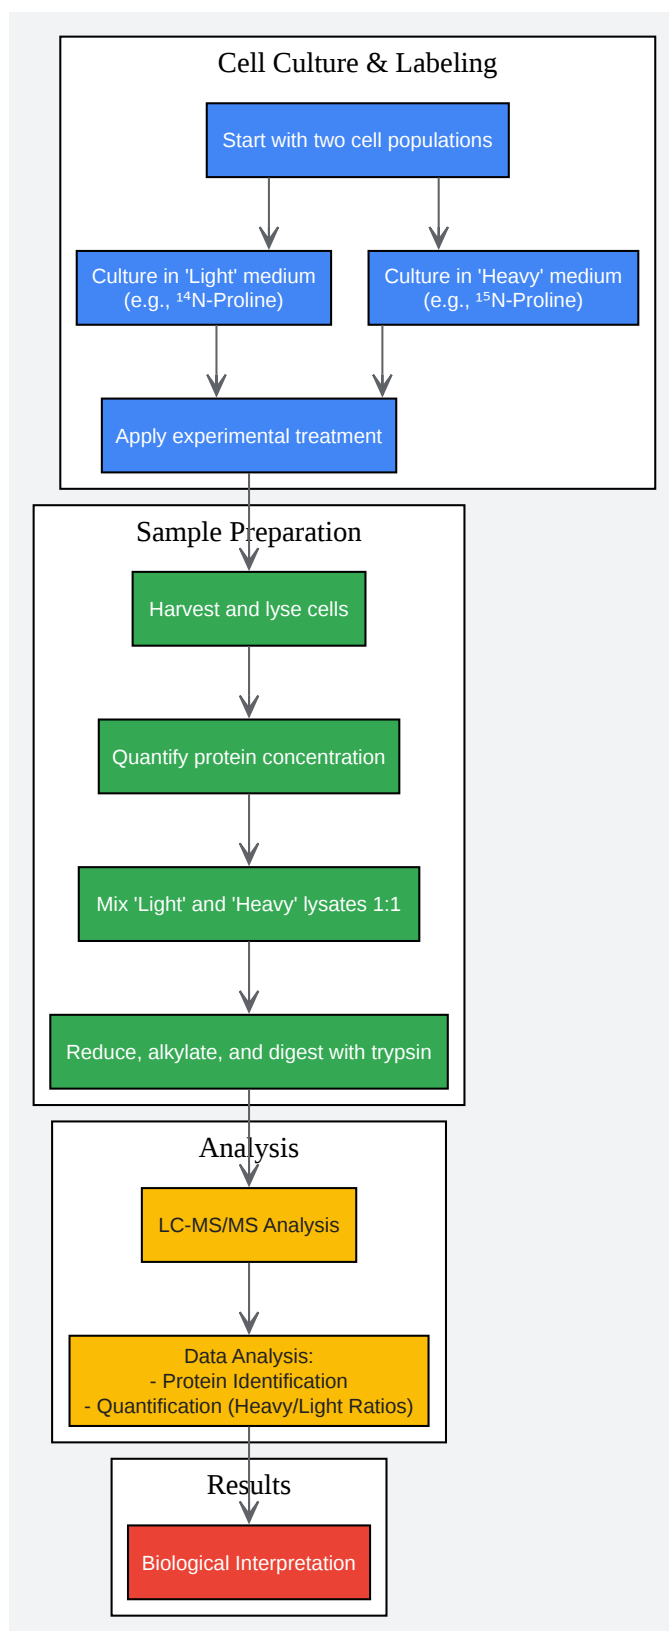 Cell Culture & Labeling
Start with two cell populations
Culture in 'Light' medium
(e.g., ¹⁴N-Proline)
Culture in 'Heavy' medium
(e.g., ¹⁵N-Proline)
Apply experimental treatment
Sample Preparation
Harvest and lyse cells
Quantify protein concentration
Mix 'Light' and 'Heavy' lysates 1:1
Reduce, alkylate, and digest with trypsin
Analysis
LC-MS/MS Analysis
Data Analysis:
- Protein Identification
- Quantification (Heavy/Light Ratios)
Results
Biological Interpretation